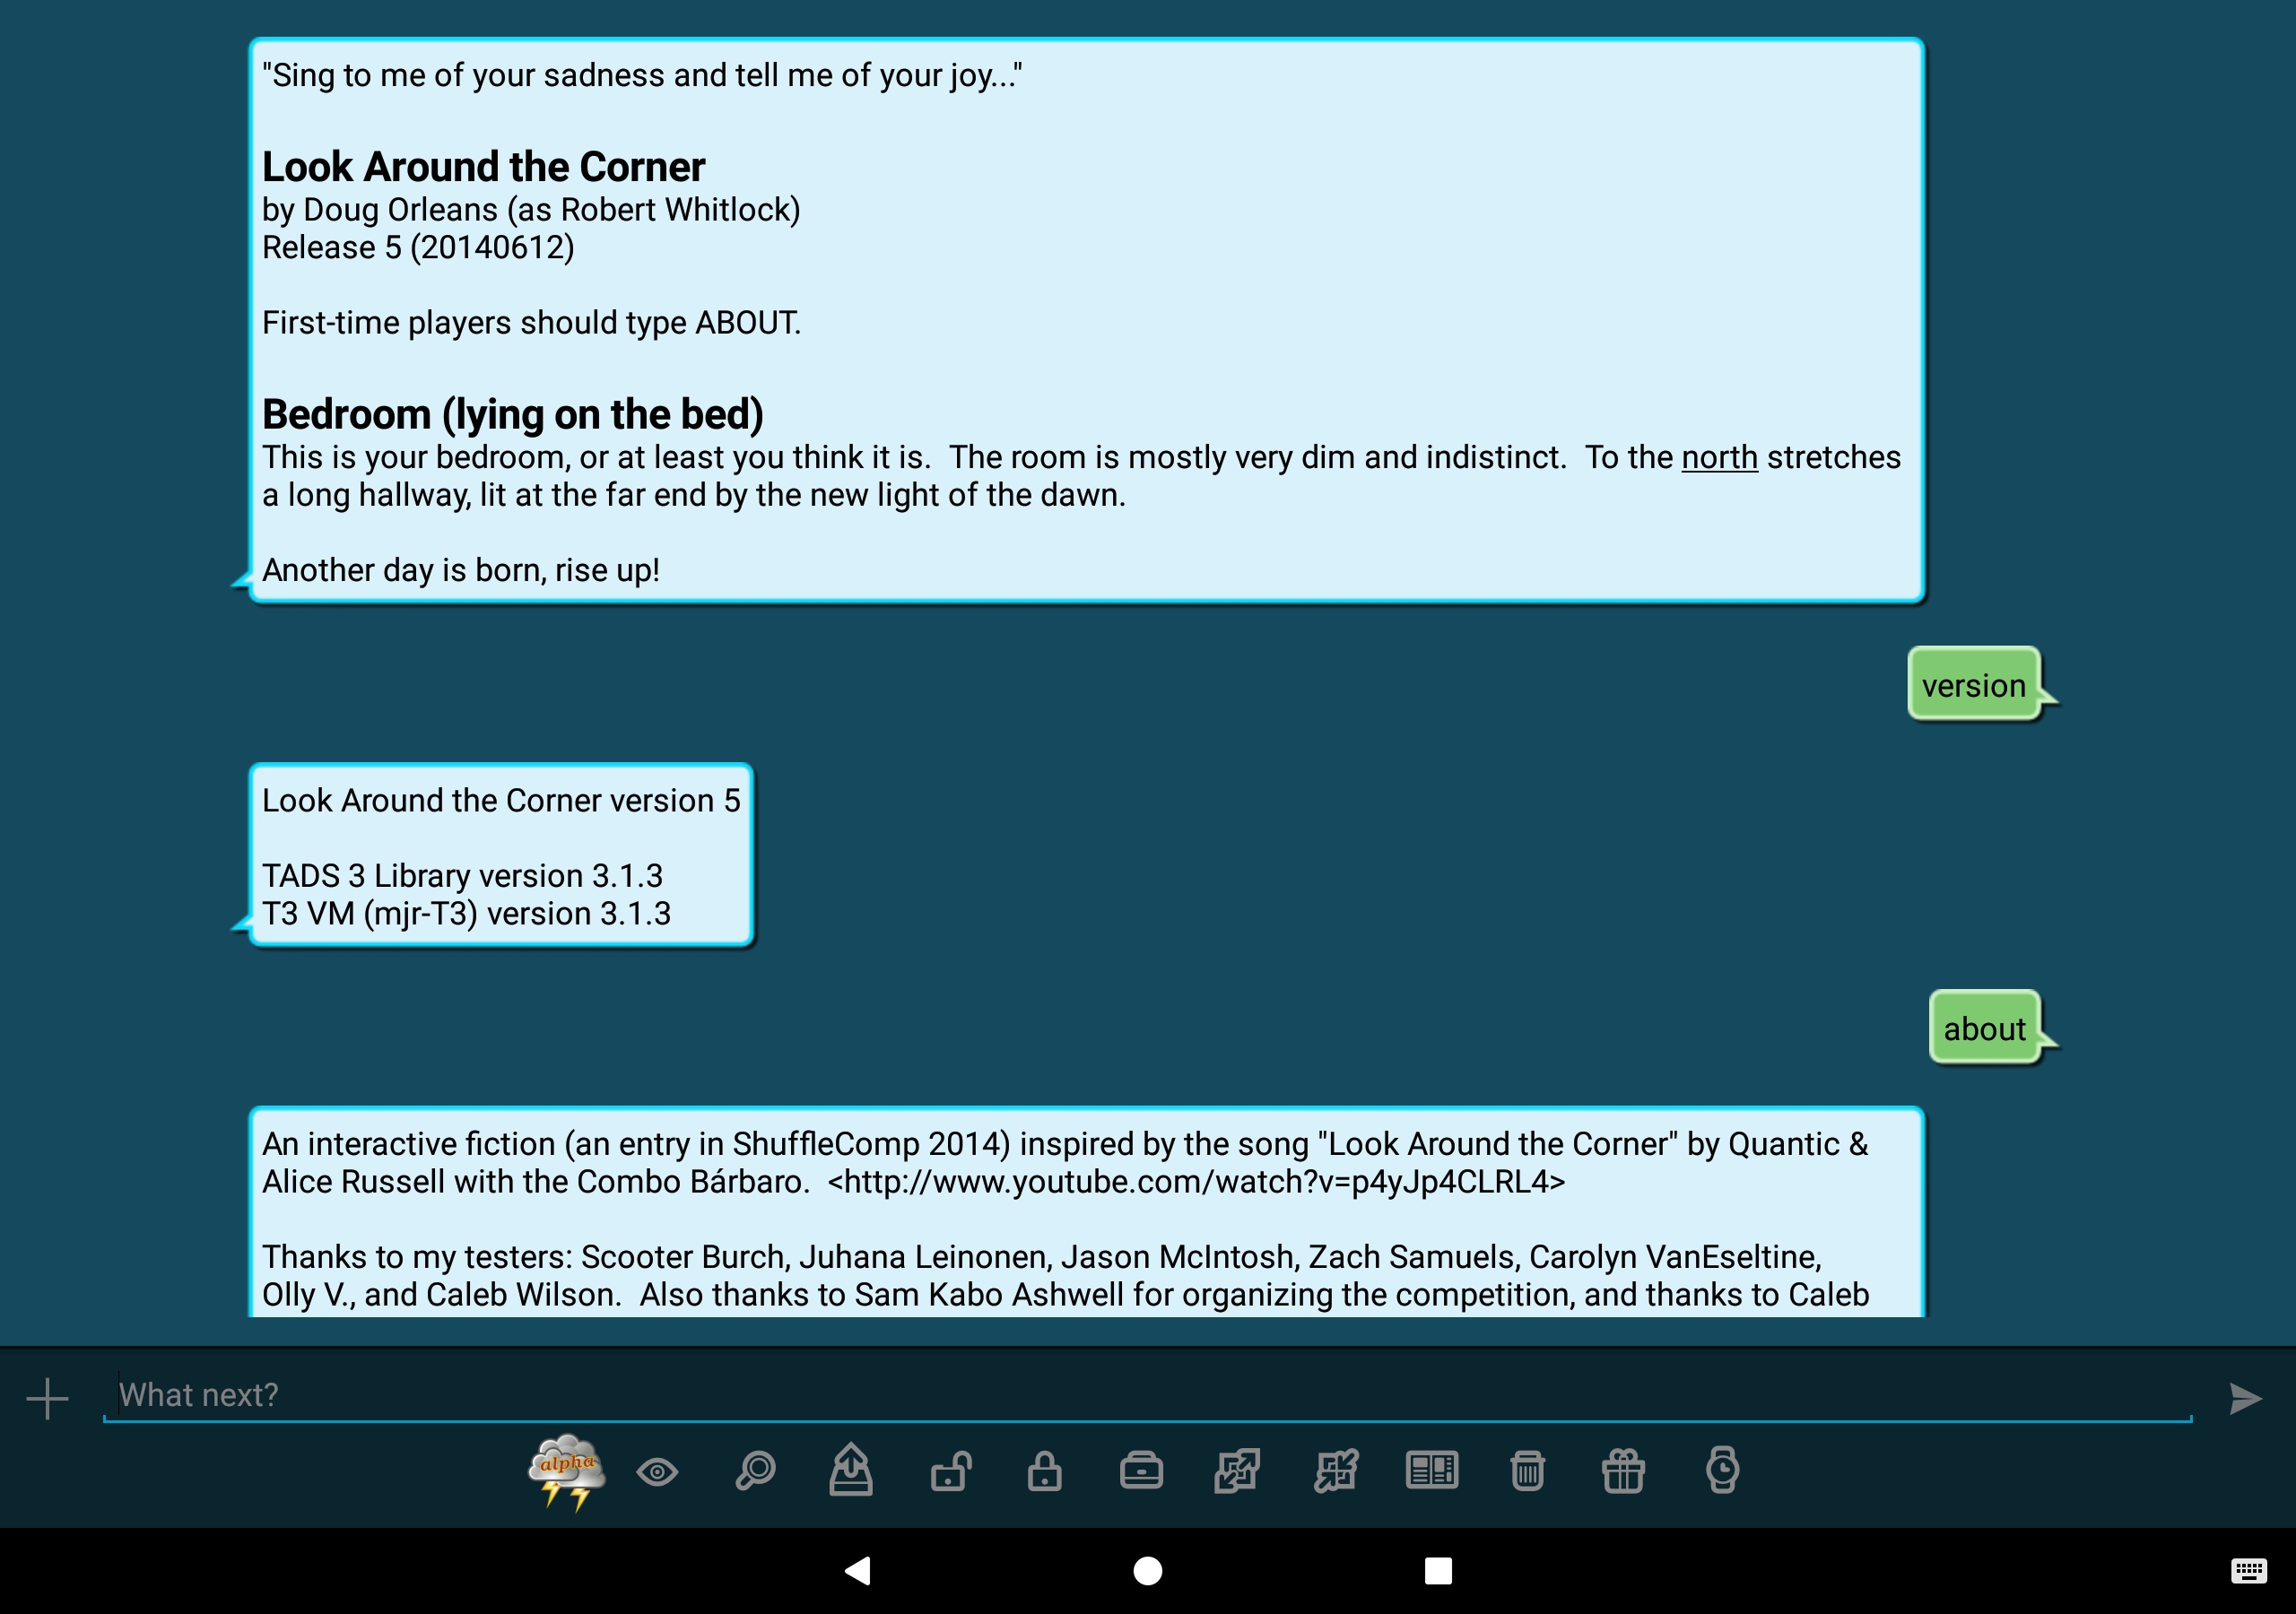 "Sing to me of your sadness and tell me of your joy..."
Look Around the Corner
by Doug Orleans (as Robert Whitlock)
Release 5 (20140612)
First-time players should type ABOUT.
Bedroom (lying on the bed)
This is your bedroom, or at least you think it is.  The room is mostly very dim and indistinct.  To the north stretches
a long hallway, lit at the far end by the new light of the dawn.
Another day is born, rise up!
version
Look Around the Corner version 5
TADS 3 Library version 3.1.3
T3 VM (mjr-T3) version 3.1.3
about
An interactive fiction (an entry in ShuffleComp 2014) inspired by the song "Look Around the Corner" by Quantic &
Alice Russell with the Combo Bárbaro.  <http://www.youtube.com/watch?v=p4yJp4CLRL4>
Thanks to my testers: Scooter Burch, Juhana Leinonen, Jason McIntosh, Zach Samuels, Carolyn VanEseltine,
Olly V., and Caleb Wilson.  Also thanks to Sam Kabo Ashwell for organizing the competition, and thanks to Caleb
What next?
alpha